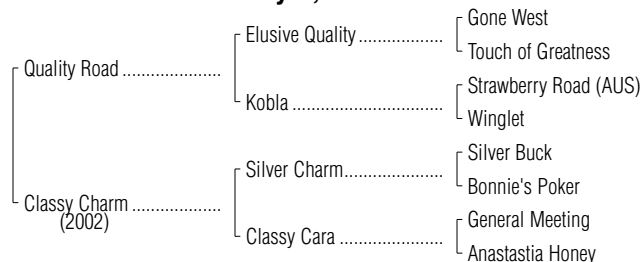 Gone West
Elusive Quality ....................
Touch of Greatness
Quality Road .......................
Strawberry Road (AUS)
Kobla ...................................
Winglet
Silver Buck
Silver Charm.......................
Bonnie's Poker
Classy Charm .....................
(2002)
General Meeting
Classy Cara ........................
Anastastia Honey